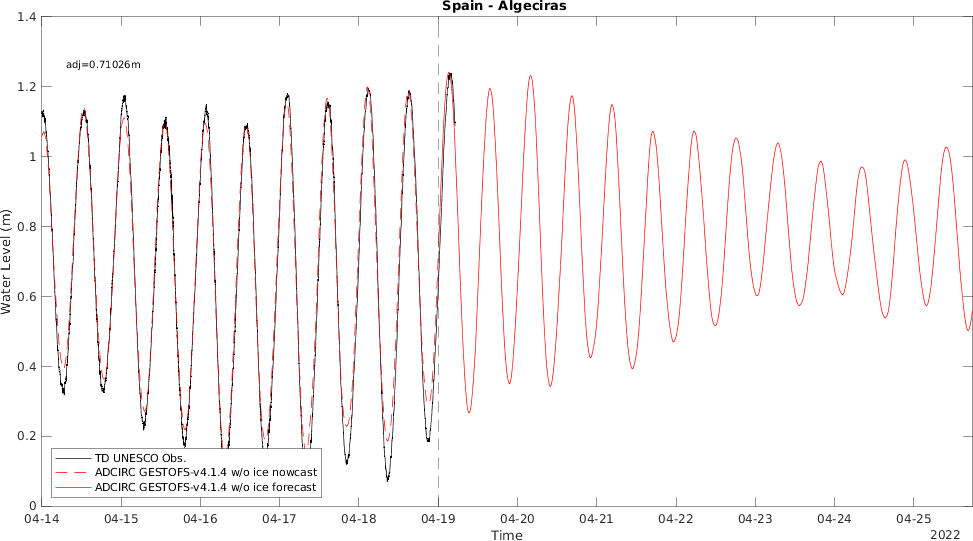 Spain - Algeciras
1.4
adj=0.71026m
1.2
1
0.8
Water Level (m)
0.6
0.4
0.2
TD UNESCO Obs.
ADCIRC GESTOFS-v4.1.4 w/o ice nowcast
ADCIRC GESTOFS-v4.1.4 w/o ice forecast
0
04-14 04-15 04-16 04-17 04-18 04-19 04-20 04-21 04-22 04-23 04-24 04-25
Time
2022